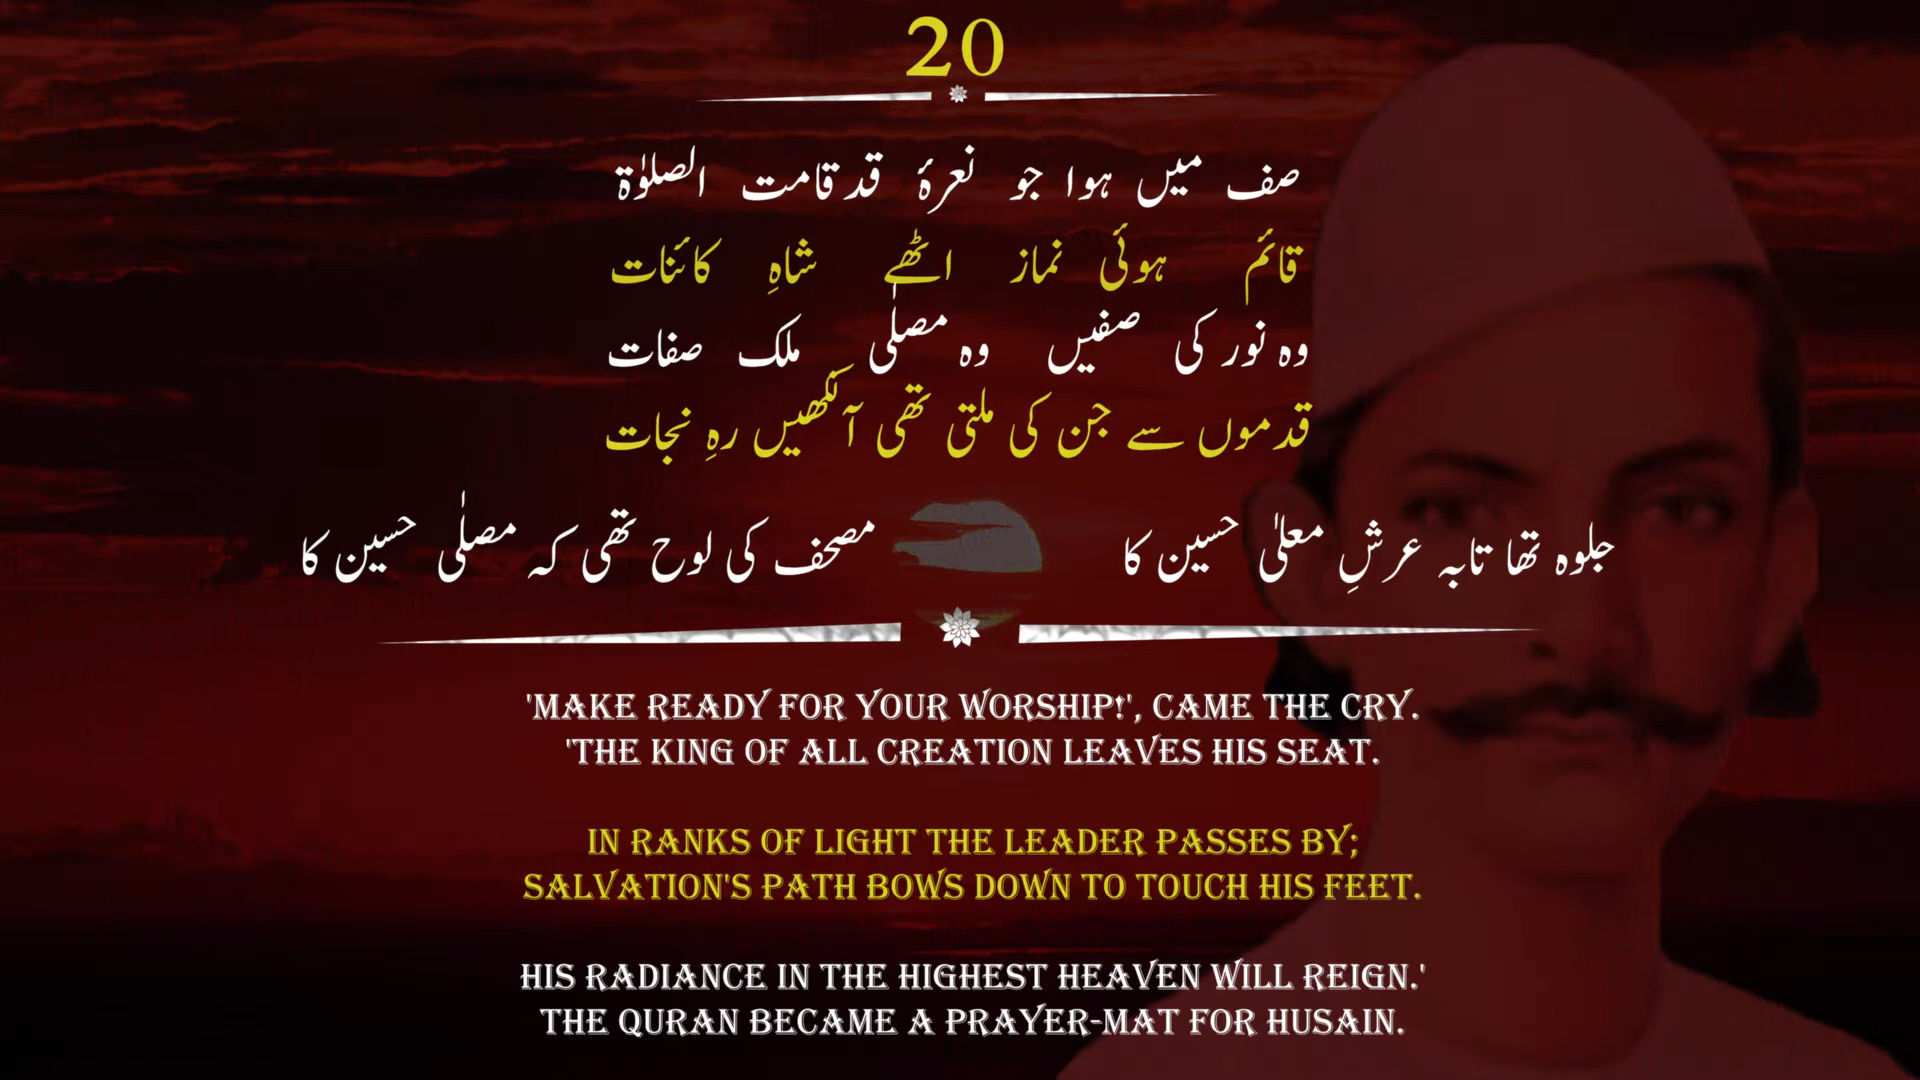 20
صف میں ہوا جو نعرۂ قد قامت الصلوٰۃ
قائم ہوئی نماز اٹھے شاہِ کائنات
وہ نور کی صفیں وہ مصلّٰی ملک صفات
قدموں سے جن کی ملتی تھی آنکھیں رہِ نجات
جلوہ تھا تابہ عرشِ معلیٰ حسین کا مصحف کی لوح تھی کہ مصلٰی حسین کا
'MAKE READY FOR YOUR WORSHIP!', CAME THE CRY.
'THE KING OF ALL CREATION LEAVES HIS SEAT.
IN RANKS OF LIGHT THE LEADER PASSES BY;
SALVATION'S PATH BOWS DOWN TO TOUCH HIS FEET.
HIS RADIANCE IN THE HIGHEST HEAVEN WILL REIGN.'
THE QURAN BECAME A PRAYER-MAT FOR HUSAIN.